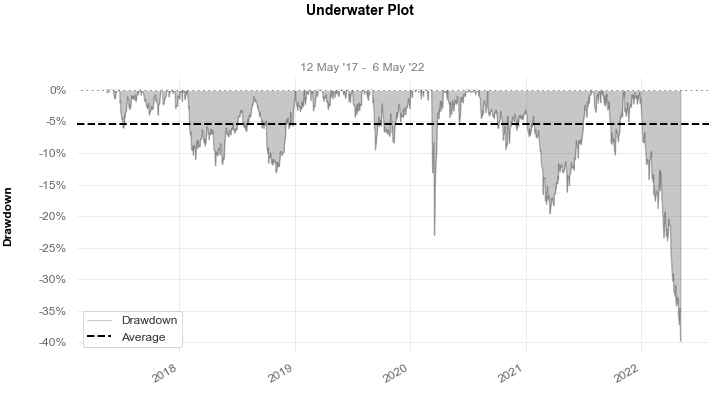 Underwater Plot
12 May '17 -  6 May '22
Drawdown
0%
-5%
-10%
-15%
-20%
-25%
-30%
-35%
-40%
Drawdown
Average
2018
2019
2020
2021
2022